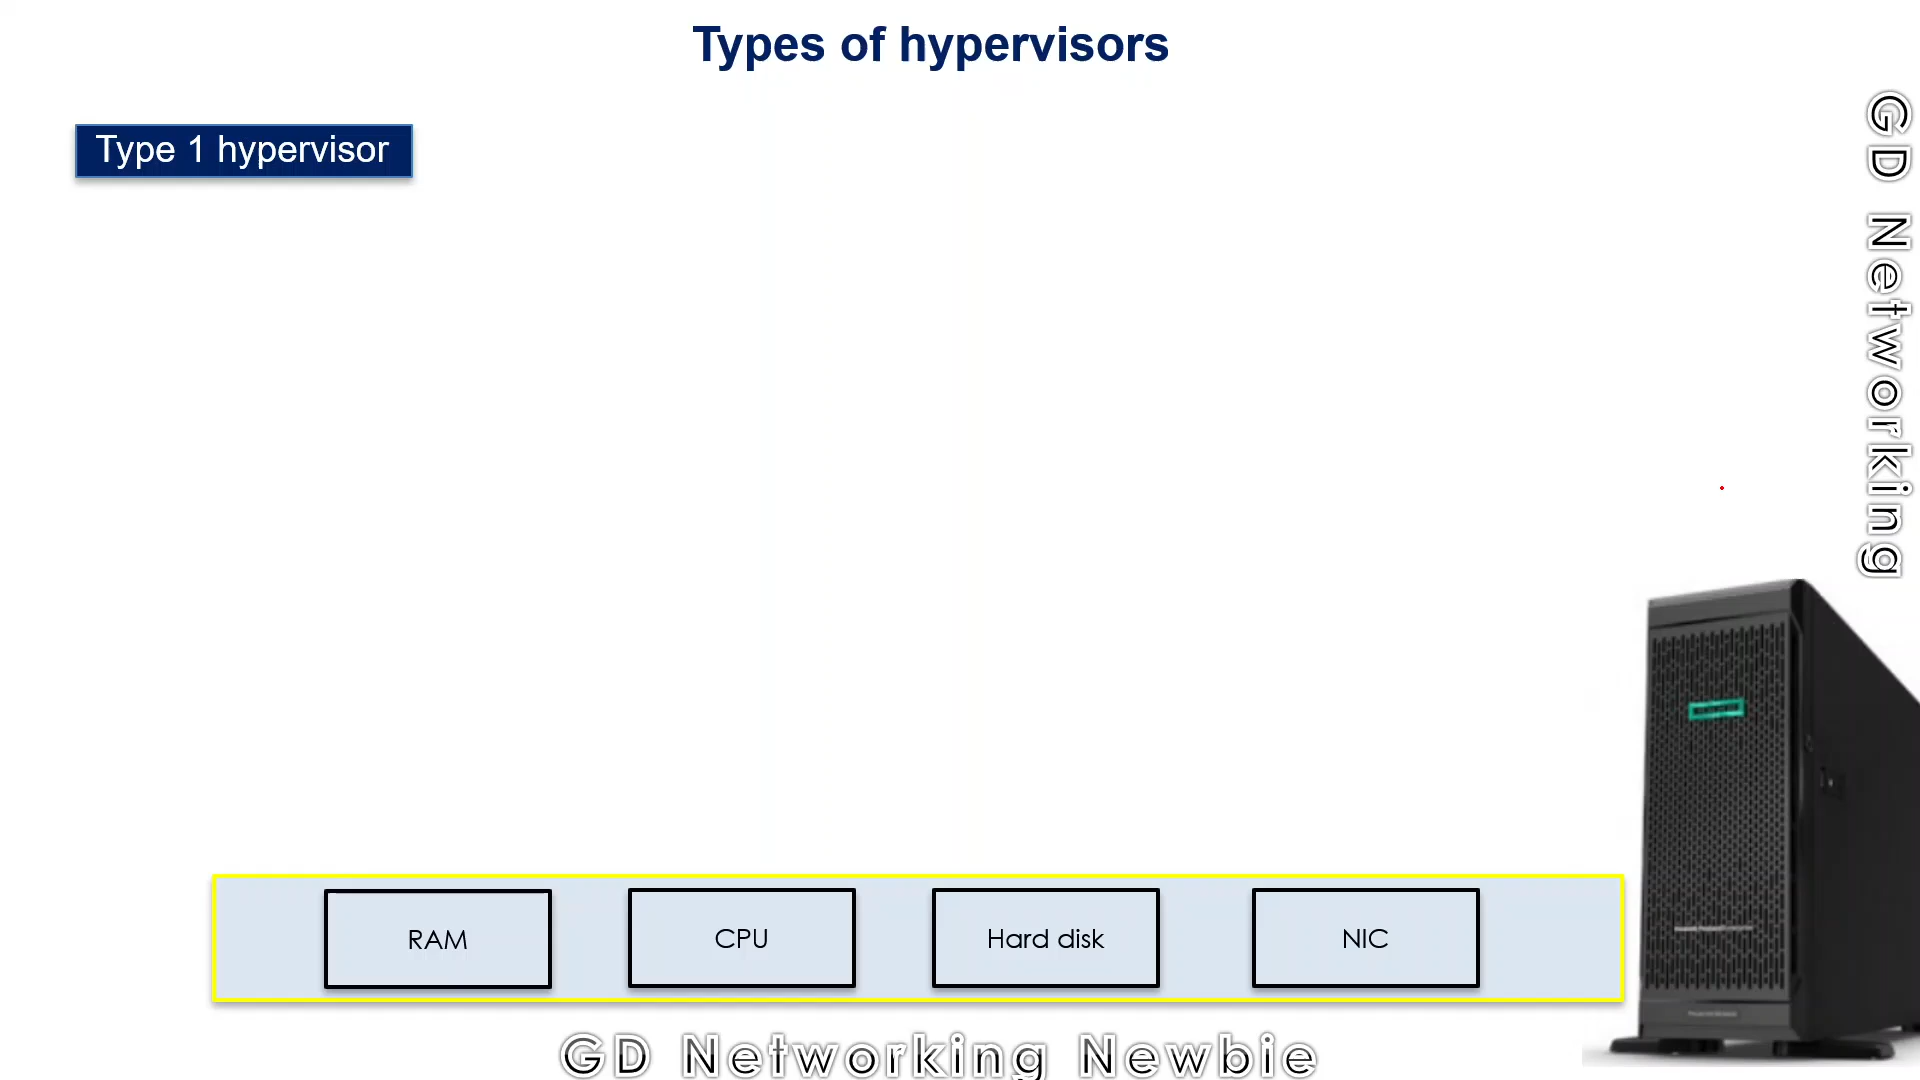 Types of hypervisors
Type 1 hypervisor
GD Networking
RAM
CPU
Hard disk
NIC
GD Networking Newbie